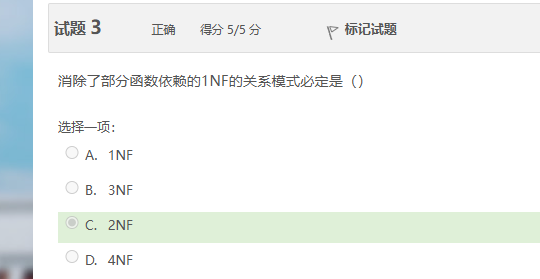 试题 3 正确 得分 5/5 分 标记试题
消除了部分函数依赖的1NF的关系模式必定是（）
选择一项：
A. 1NF
B. 3NF
C. 2NF
D. 4NF